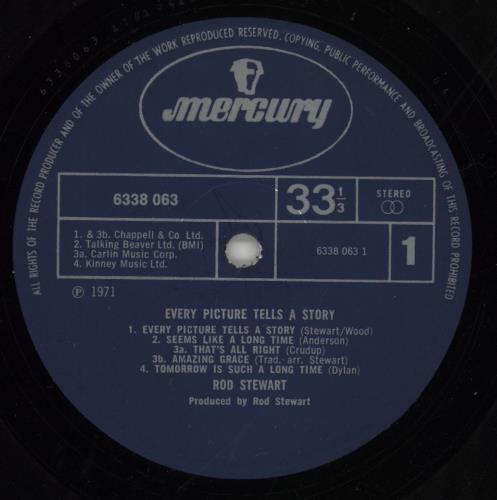 ALL RIGHTS OF THE RECORD PRODUCER AND OF THE OWNER OF THE WORK REPRODUCED RESERVED. COPYING, PUBLIC PERFORMANCE AND BROADCASTING OF THIS RECORD PROHIBITED
mercury
6338 063
33 1/3
STEREO
1. & 3b. Chappell & Co Ltd.
2. Talking Beaver Ltd. (BMI)
3a. Carlin Music Corp.
4. Kinney Music Ltd.
6338 063 1
1
Ⓟ 1971
EVERY PICTURE TELLS A STORY
1. EVERY PICTURE TELLS A STORY (Stewart/Wood)
2. SEEMS LIKE A LONG TIME (Anderson)
3a. THAT'S ALL RIGHT (Crudup)
3b. AMAZING GRACE (Trad.- arr. Stewart)
4. TOMORROW IS SUCH A LONG TIME (Dylan)
ROD STEWART
Produced by Rod Stewart